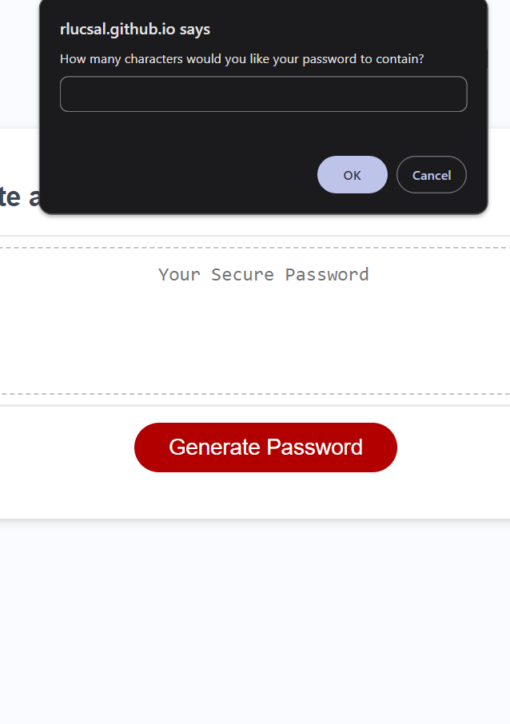 rlucsal.github.io says
How many characters would you like your password to contain?
OK
Cancel
te a
Your Secure Password
Generate Password